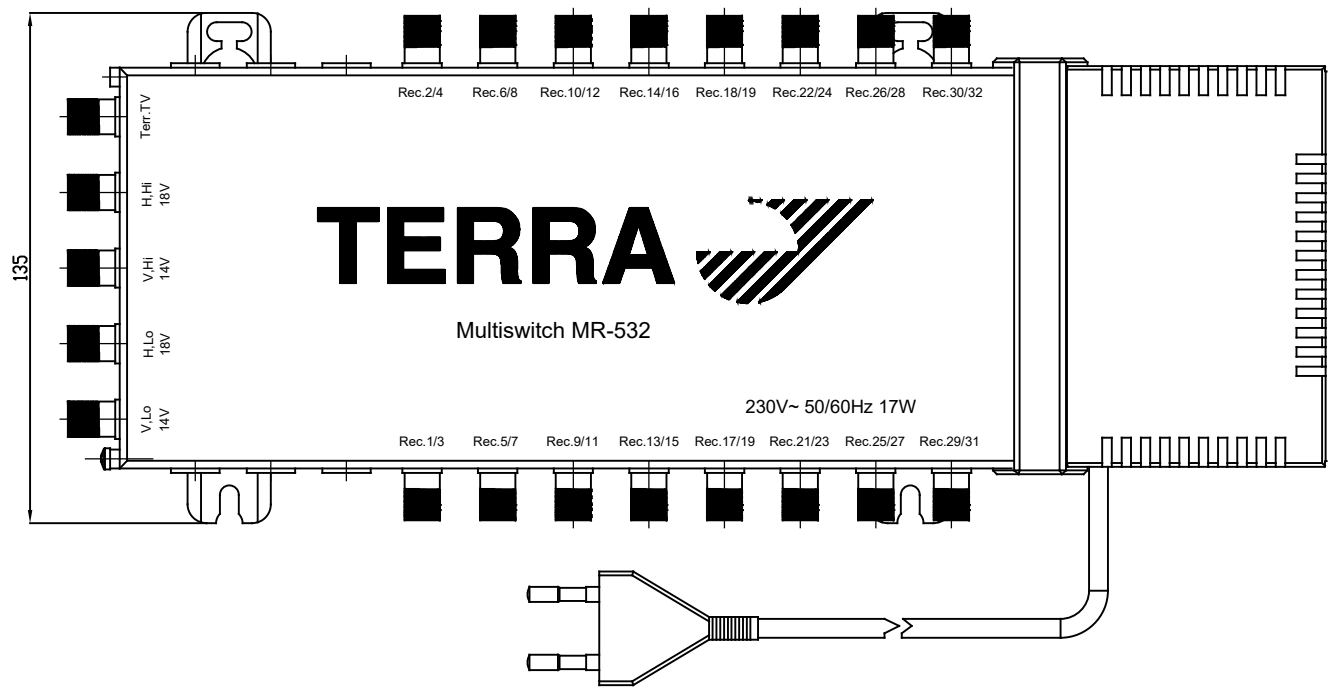 Rec.2/4 Rec.6/8 Rec.10/12 Rec.14/16 Rec.18/19 Rec.22/24 Rec.26/28 Rec.30/32
Terr.TV
H,Hi
18V
V,Hi
14V
H,Lo
18V
V,Lo
14V
135
TERRA
Multiswitch MR-532
230V~ 50/60Hz 17W
Rec.1/3 Rec.5/7 Rec.9/11 Rec.13/15 Rec.17/19 Rec.21/23 Rec.25/27 Rec.29/31